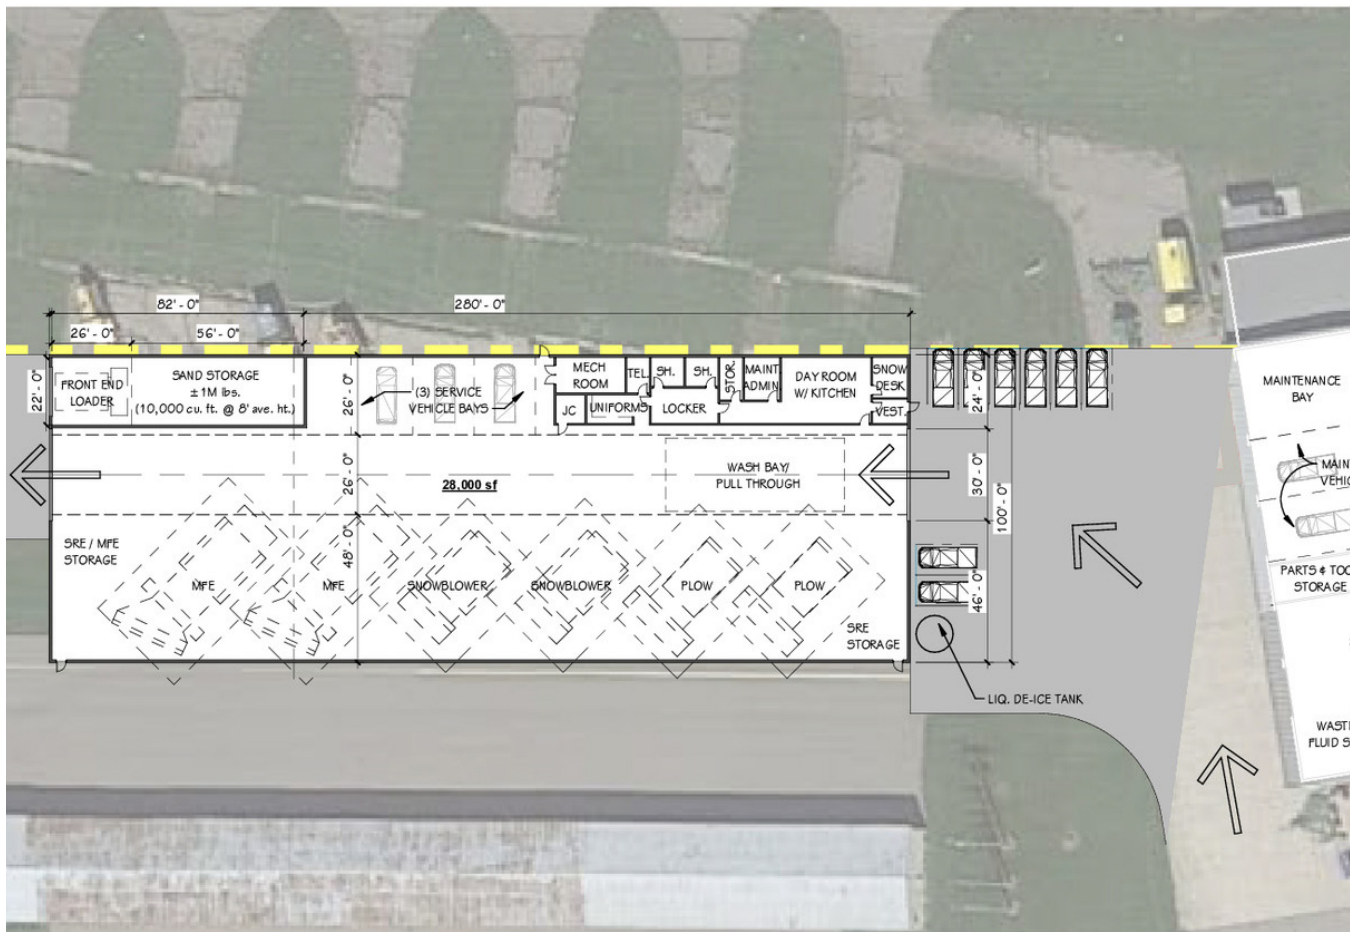 82' - 0"
280' - 0"
26' - 0"
56' - 0"
22' - 0"
FRONT END
LOADER
SAND STORAGE
± 1M lbs.
(10,000 cu. ft. @ 8' ave. ht.)
26' - 0"
(3) SERVICE
VEHICLE BAYS
MECH
ROOM
TEL
SH.
SH.
STOR.
MAINT
ADMIN
DAY ROOM
W/ KITCHEN
SNOW
DESK
JC
UNIFORMS
LOCKER
VEST.
24' - 0"
MAINTENANCE
BAY
26' - 0"
28,000 sf
WASH BAY/
PULL THROUGH
30' - 0"
100' - 0"
SRE / MFE
STORAGE
48' - 0"
MFE
MFE
SNOWBLOWER
SNOWBLOWER
PLOW
PLOW
46' - 0"
SRE
STORAGE
LIQ. DE-ICE TANK
MAIN
VEHIC
PARTS & TOO
STORAGE
WAST
FLUID S